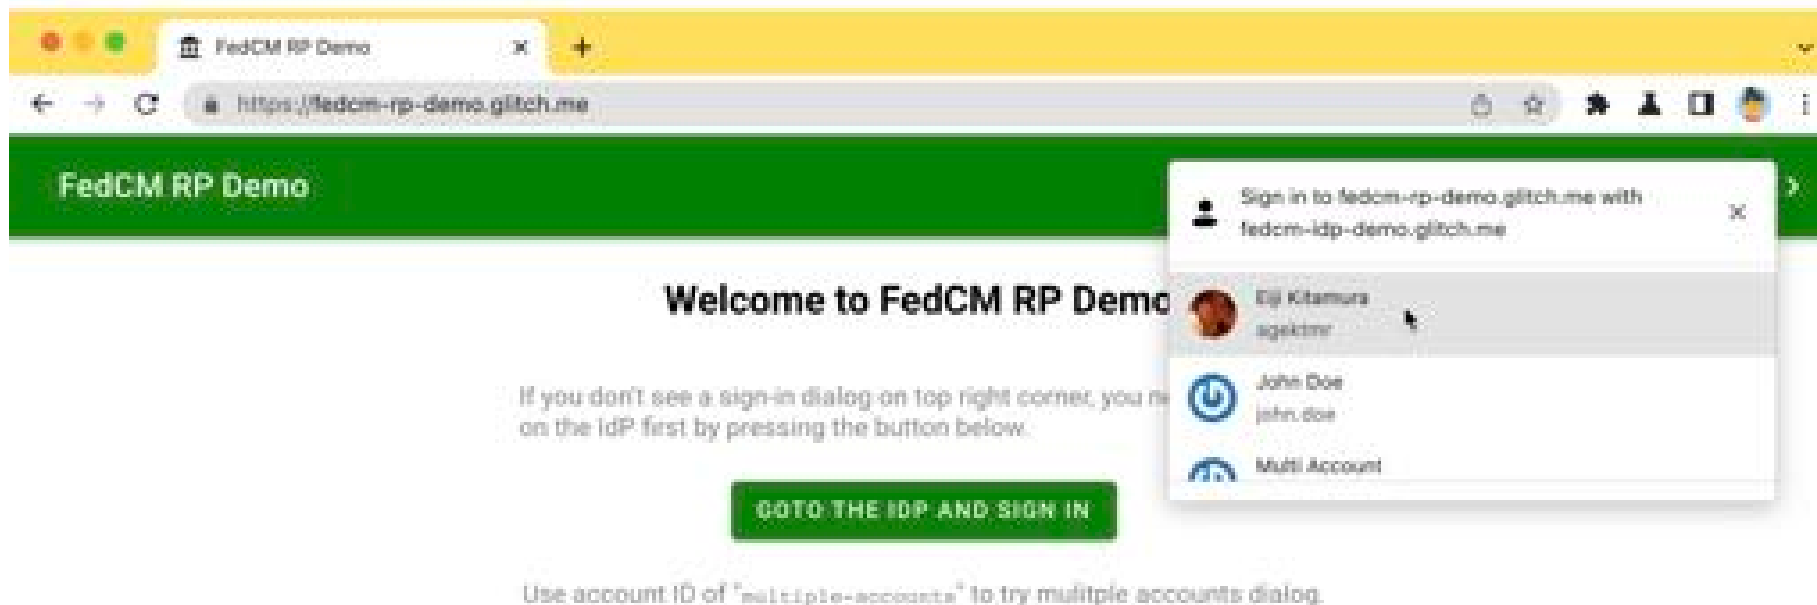 FedCM RP Demo
https://fedcm-rp-demo.glitch.me
FedCM RP Demo
Sign in to fedcm-rp-demo.glitch.me with
fedcm-idp-demo.glitch.me
Eiji Kitamura
agektmr
John Doe
john.doe
Multi Account
Welcome to FedCM RP Demo
If you don't see a sign-in dialog on top right corner, you
on the IdP first by pressing the button below.
GOTO THE IDP AND SIGN IN
Use account ID of "multiple-accounts" to try mulitple accounts dialog.